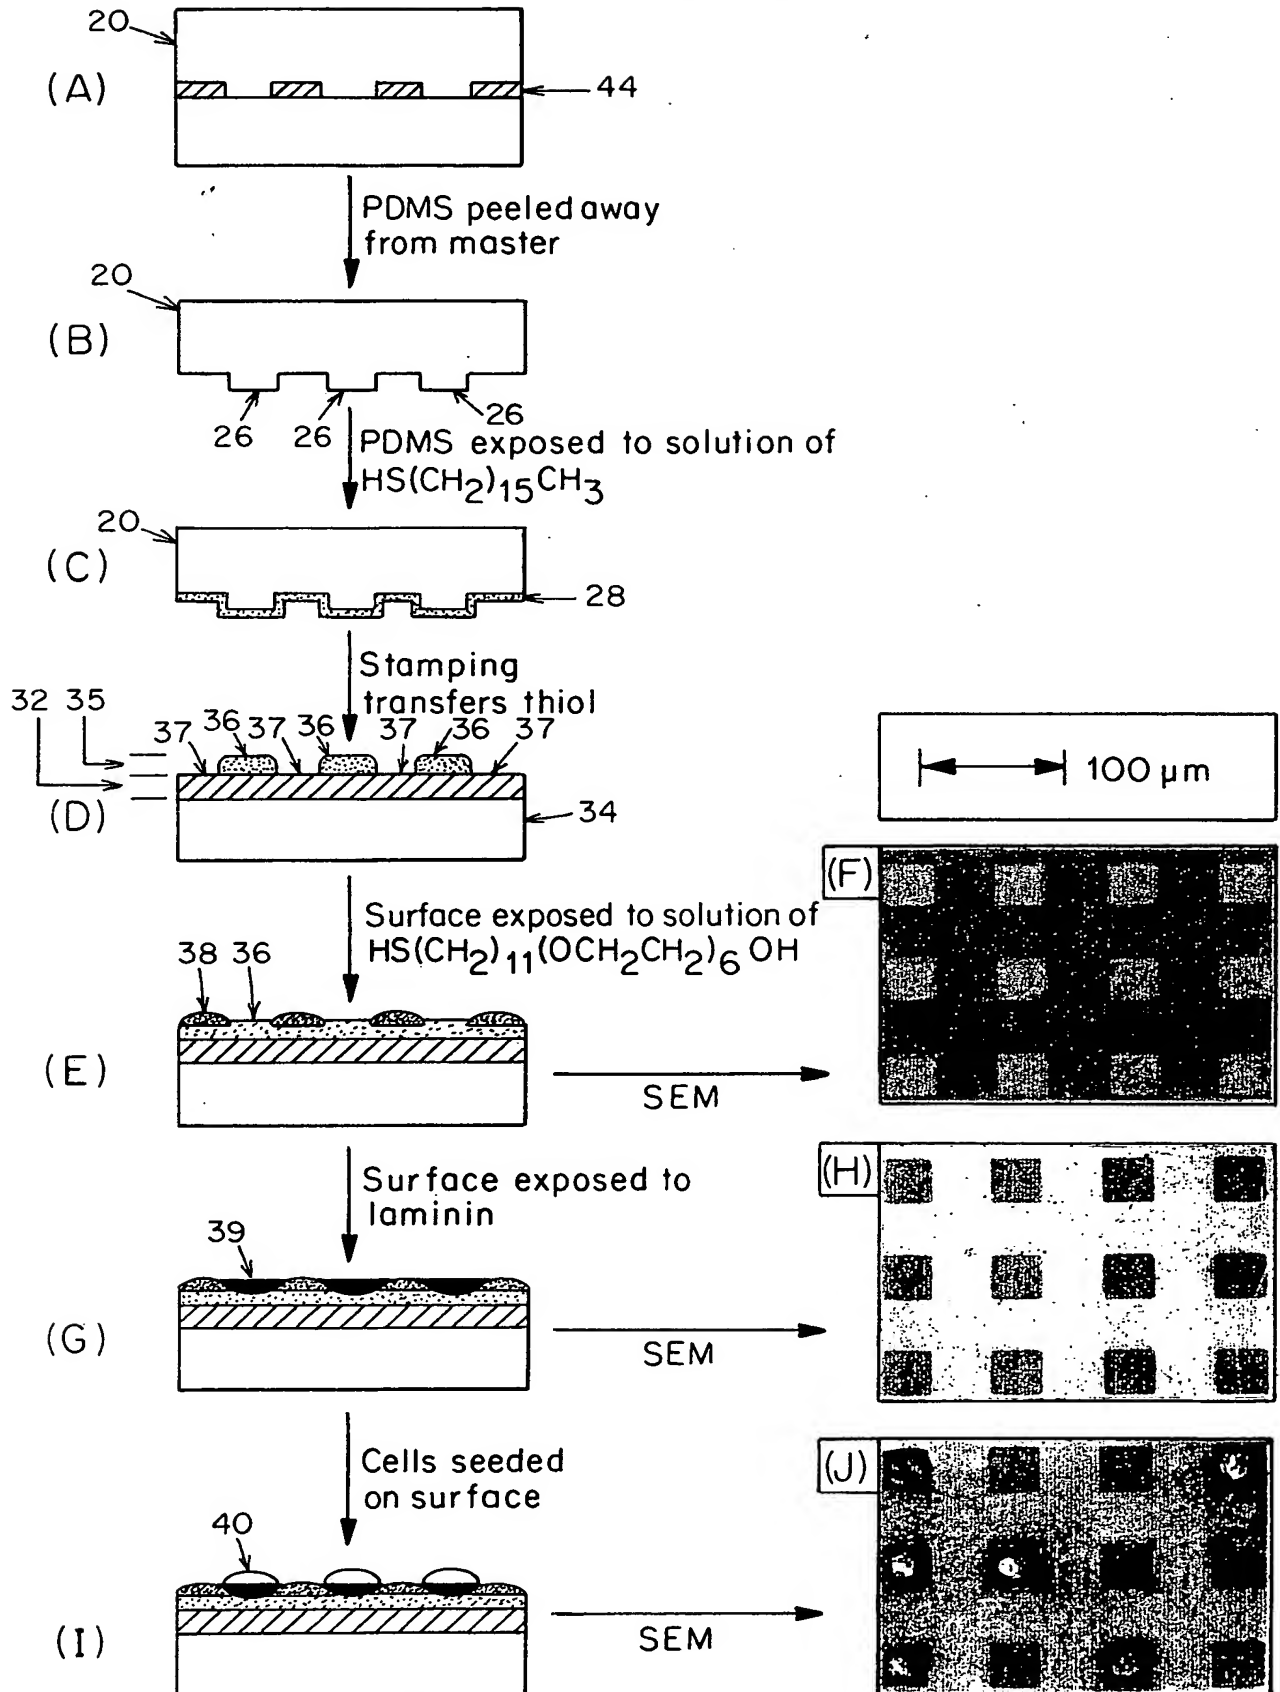 20
(A)
44
PDMS peeled away
from master
20
(B)
26 26 26
PDMS exposed to solution of
HS(CH2)15CH3
20
(C)
28
Stamping
transfers thiol
32 35
37 36 37 36 37 36 37
(D)
34
100 µm
(F)
Surface exposed to solution of
HS(CH2)11(OCH2CH2)6OH
38 36
(E)
SEM
(H)
Surface exposed to
laminin
39
(G)
SEM
(J)
Cells seeded
on surface
40
(I)
SEM